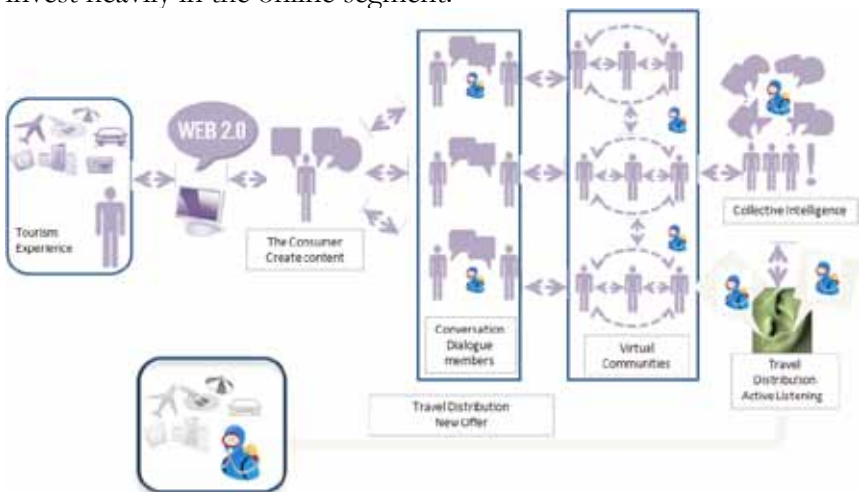 invest heavily in the online segment.
WEB 2.0
Tourism
Experience
The Consumer
Create content
Conversation
Dialogue
members
Virtual
Communities
Collective Intelligence
Travel
Distribution
Active Listening
Travel Distribution
New Offer